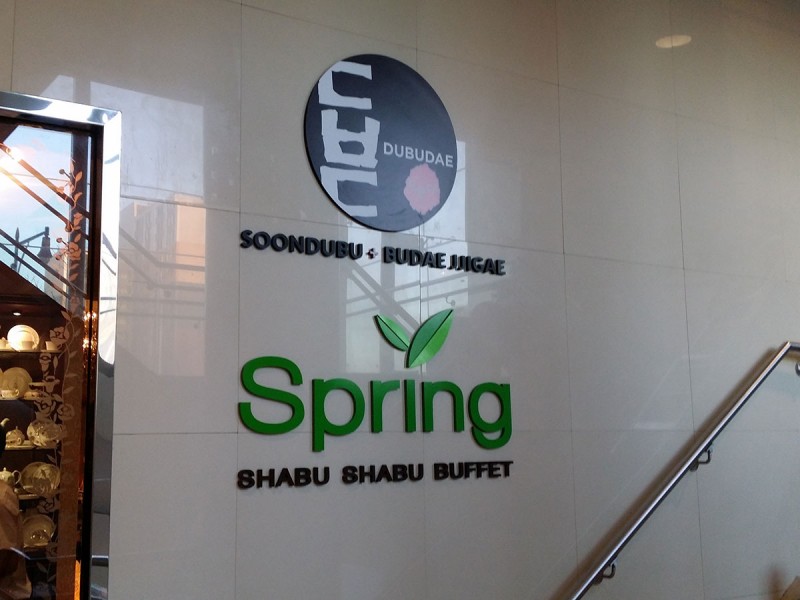 DUBUDAE
SOONDUBU + BUDAE JJIGAE
Spring
SHABU SHABU BUFFET